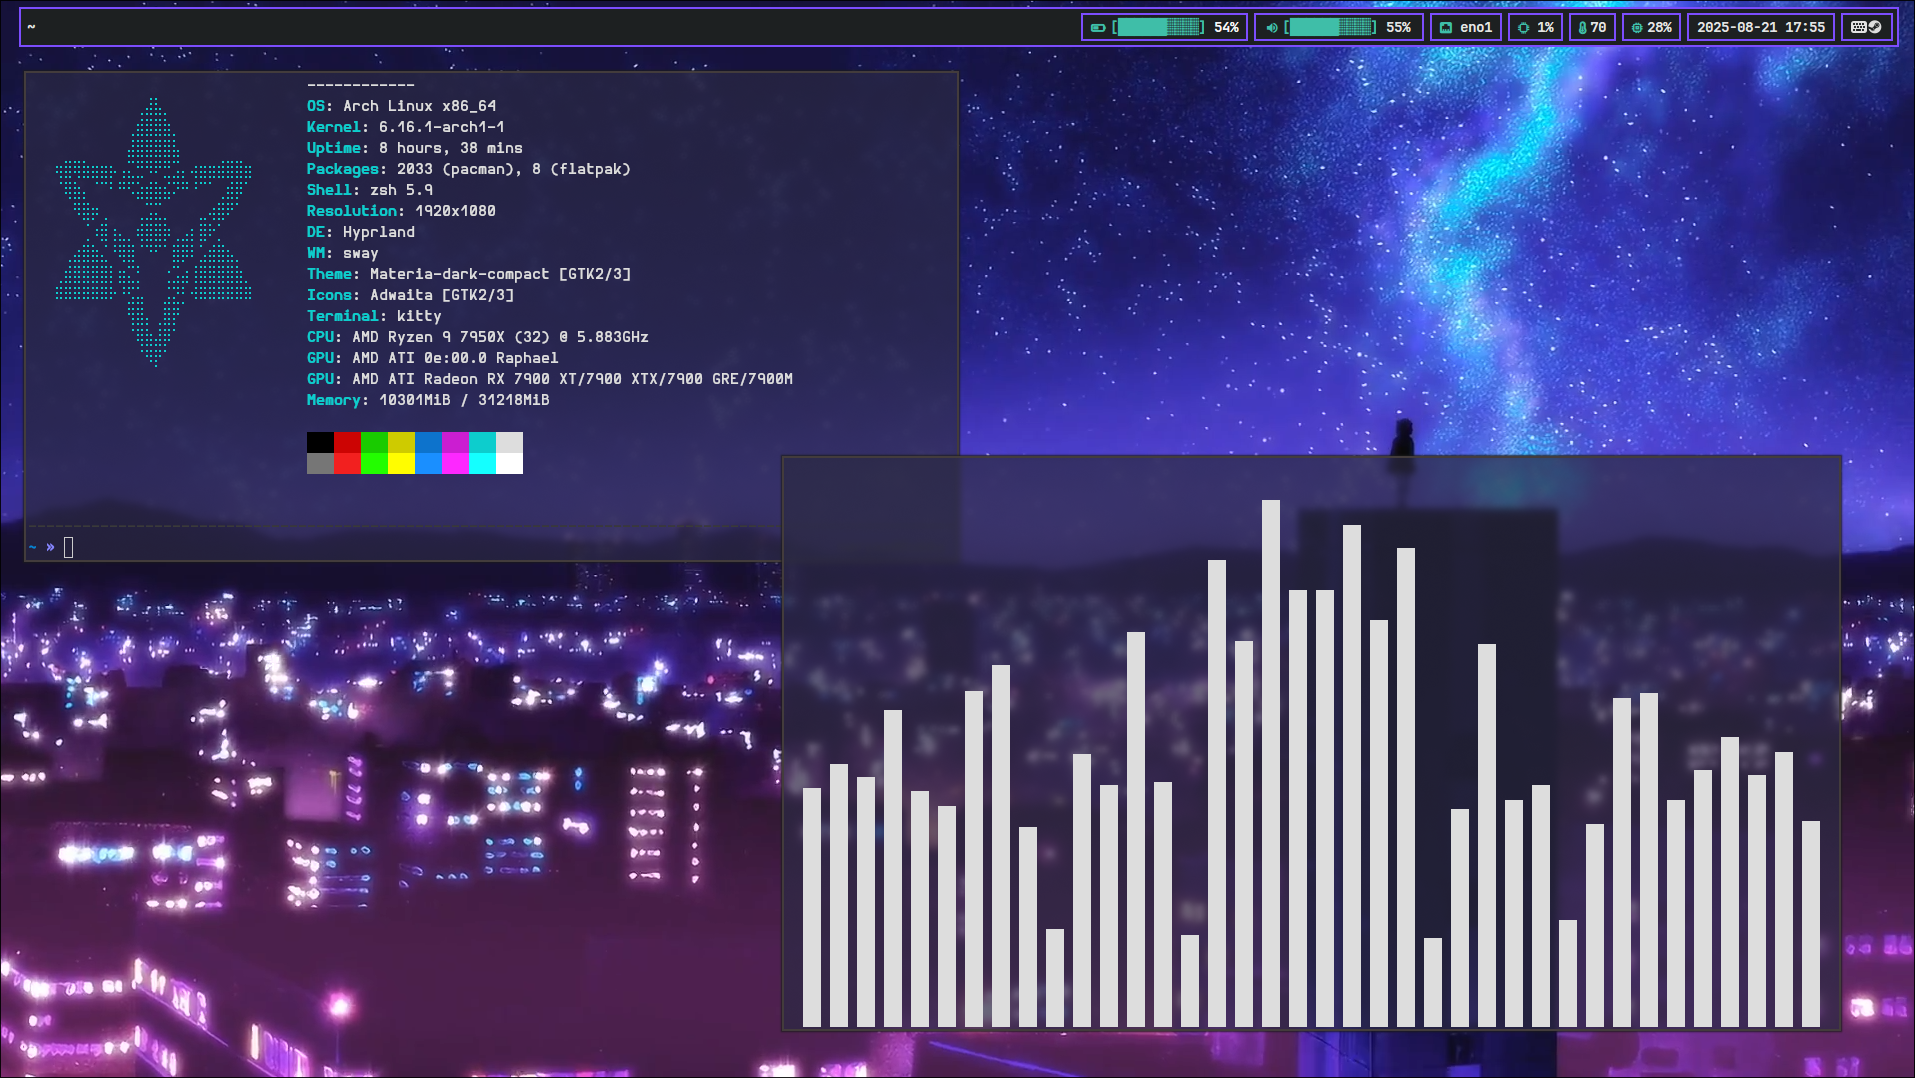 ~ [ ] 54% [ ] 55% eno1 1% 70 28% 2025-08-21 17:55
------------
OS: Arch Linux x86_64
Kernel: 6.16.1-arch1-1
Uptime: 8 hours, 38 mins
Packages: 2033 (pacman), 8 (flatpak)
Shell: zsh 5.9
Resolution: 1920x1080
DE: Hyprland
WM: sway
Theme: Materia-dark-compact [GTK2/3]
Icons: Adwaita [GTK2/3]
Terminal: kitty
CPU: AMD Ryzen 9 7950X (32) @ 5.883GHz
GPU: AMD ATI 0e:00.0 Raphael
GPU: AMD ATI Radeon RX 7900 XT/7900 XTX/7900 GRE/7900M
Memory: 10301MiB / 31218MiB
~ »